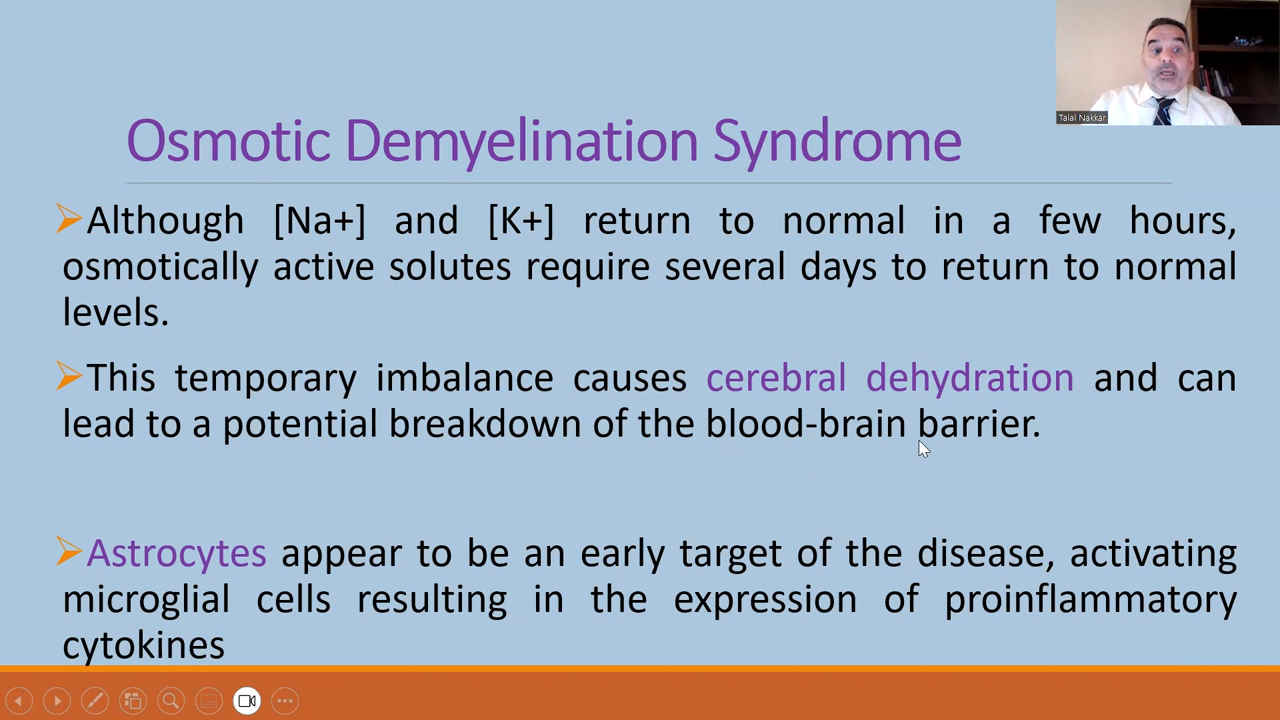 Talal Nakkar
Osmotic Demyelination Syndrome
Although [Na+] and [K+] return to normal in a few hours,
osmotically active solutes require several days to return to normal
levels.
This temporary imbalance causes cerebral dehydration and can
lead to a potential breakdown of the blood-brain barrier.
Astrocytes appear to be an early target of the disease, activating
microglial cells resulting in the expression of proinflammatory
cytokines